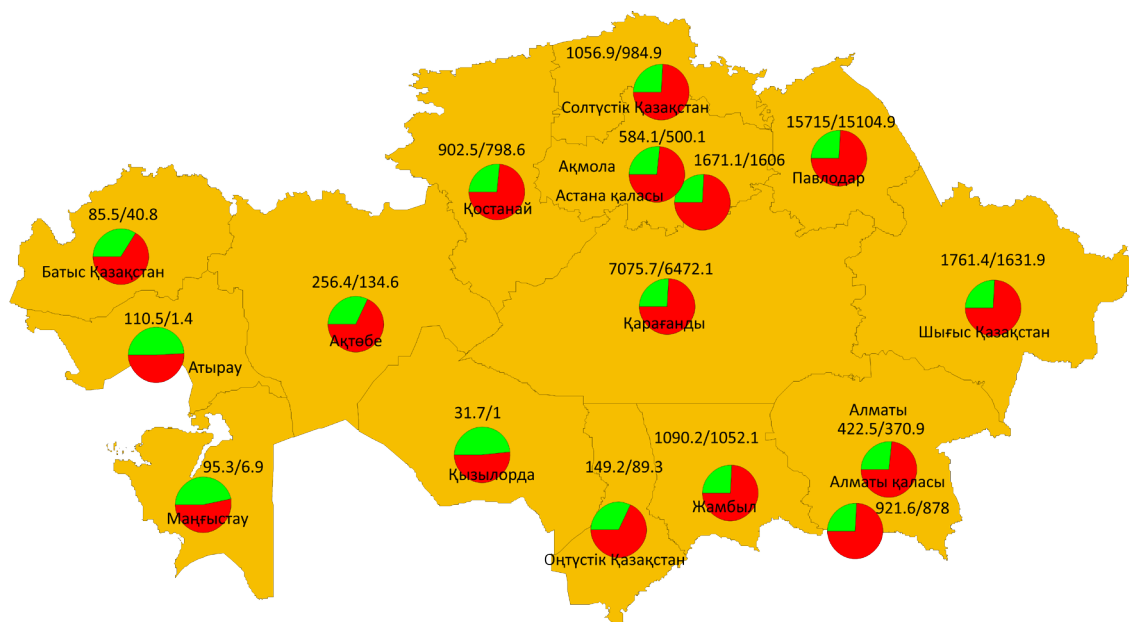 1056.9/984.9
Солтүстік Қазақстан
15715/15104.9
Павлодар
584.1/500.1
Ақмола
1671.1/1606
Астана қаласы
902.5/798.6
Қостанай
85.5/40.8
Батыс Қазақстан
256.4/134.6
Ақтөбе
7075.7/6472.1
Қарағанды
1761.4/1631.9
Шығыс Қазақстан
110.5/1.4
Атырау
31.7/1
Қызылорда
95.3/6.9
Маңғыстау
149.2/89.3
Оңтүстік Қазақстан
1090.2/1052.1
Жамбыл
Алматы
422.5/370.9
Алматы қаласы
921.6/878